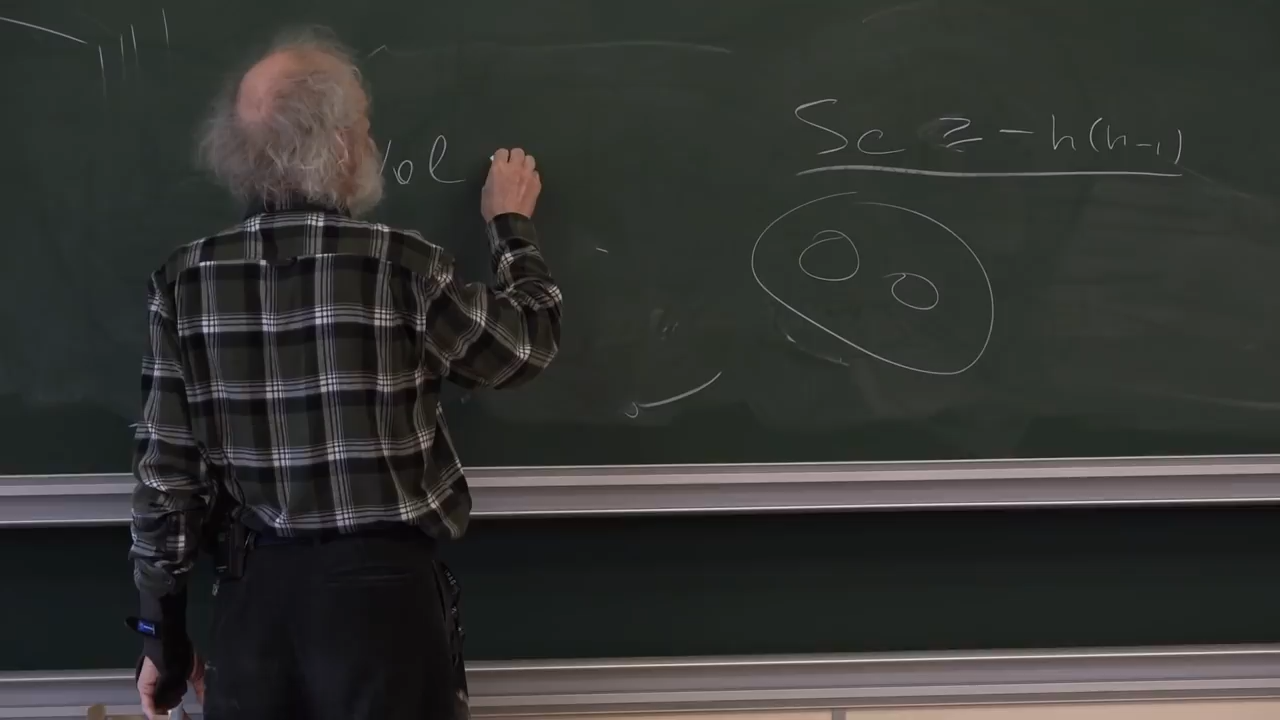 Vol
Sc ≥ - n(n-1)